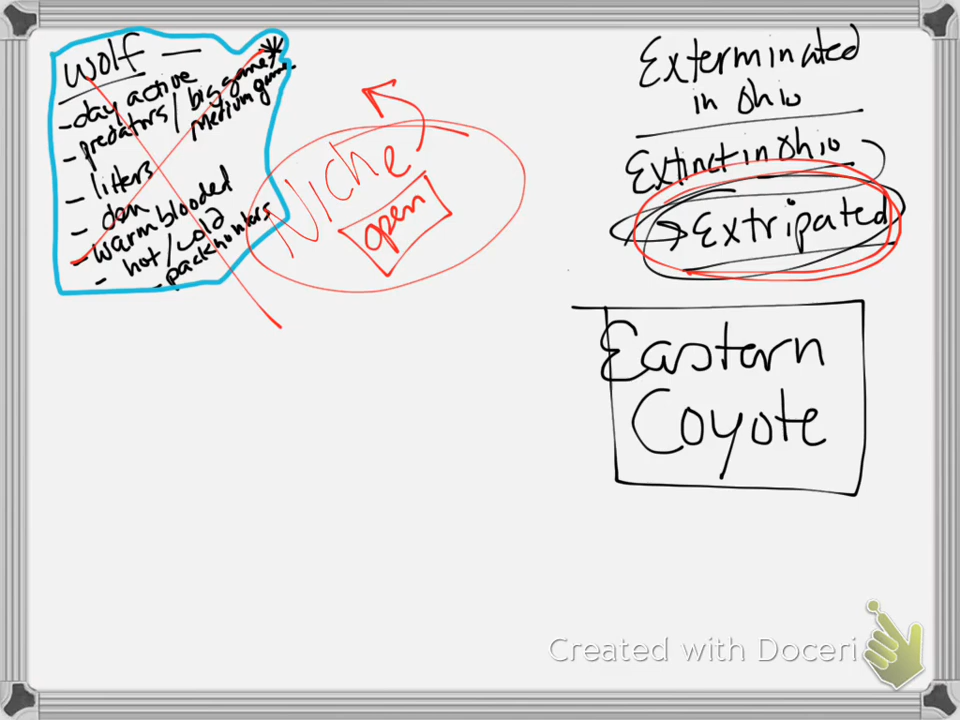 wolf —
- day active
- predators / big game*
medium game
- litters
- den
- warm blooded
- hot/cold
- pack hunters
Niche
open
Exterminated
in Ohio
Extinct in Ohio
Extripated
Eastern
Coyote
Created with Doceri